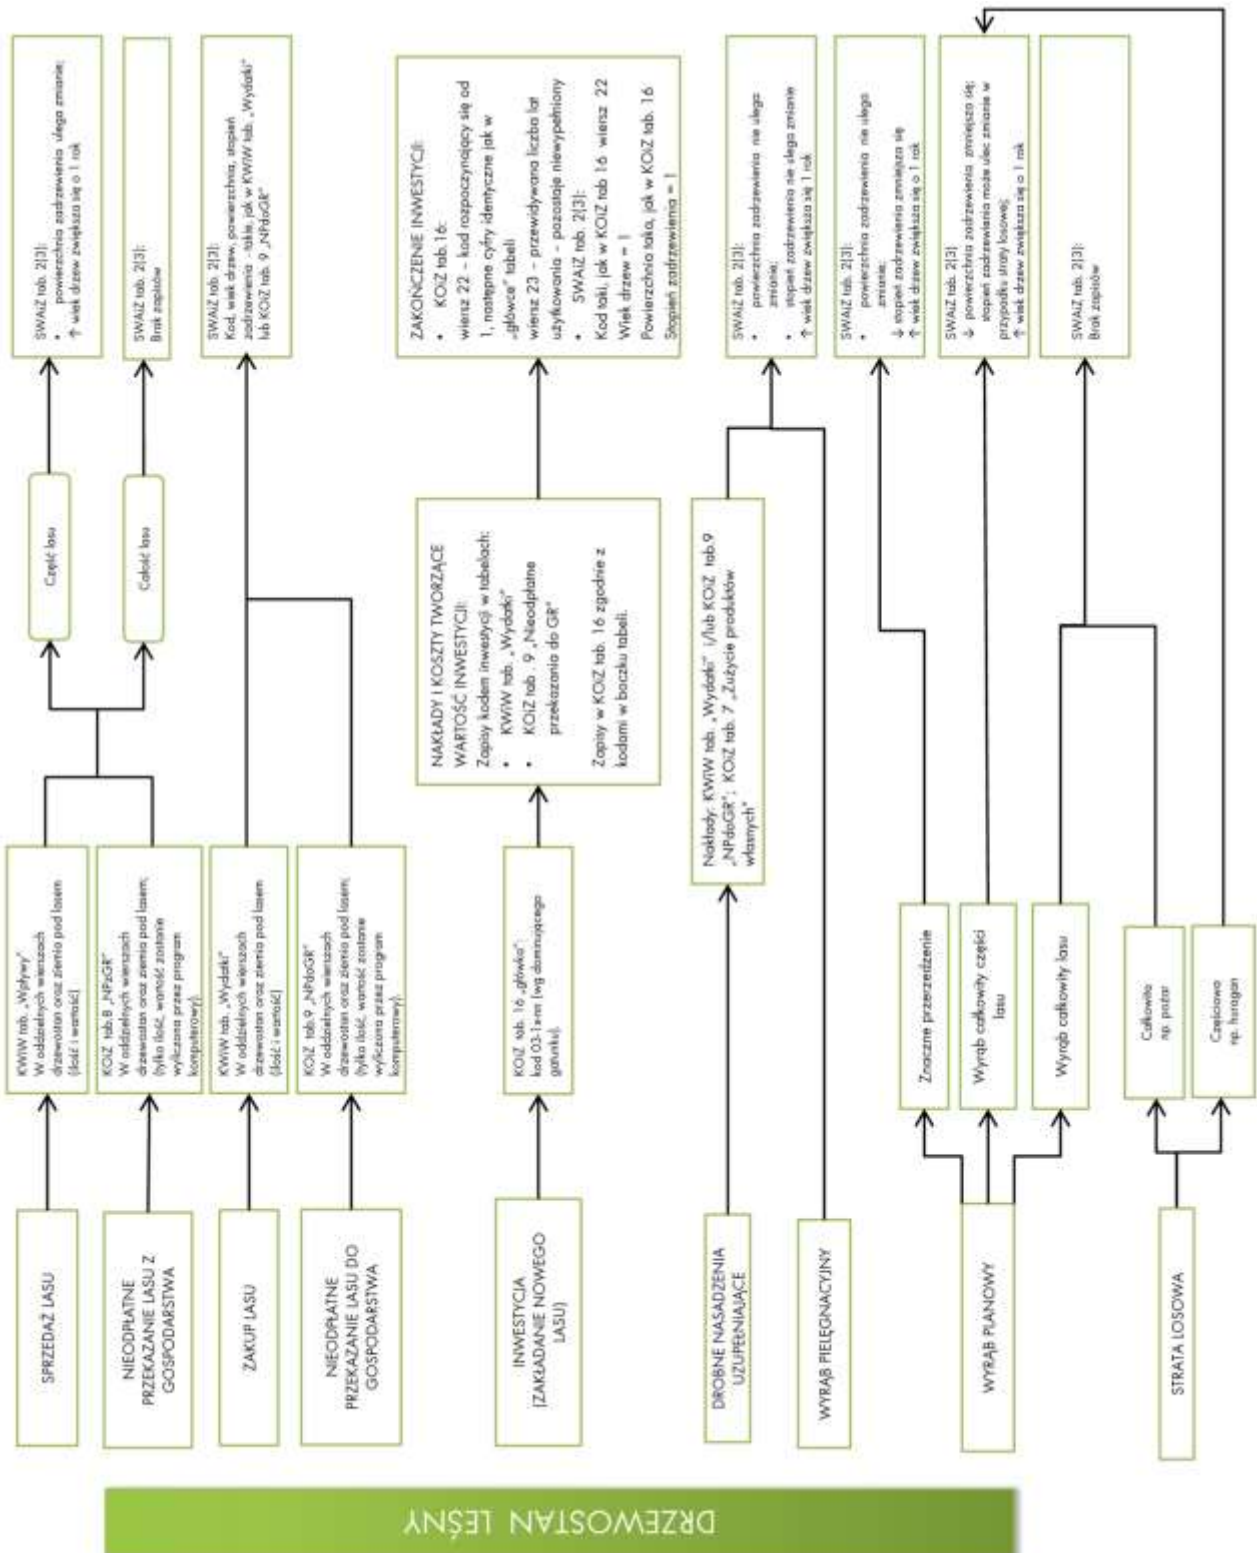 DRZEWOSTAN LEŚNY
SPRZEDAŻ LASU
KWiW tab. „Wpływy”
W oddzielnych wierszach
drzewostan oraz ziemia pod lasem
(ilość i wartość)
NIEODPŁATNE
PRZEKAZANIE LASU Z
GOSPODARSTWA
KOiZ tab.8 „NPzGR”
W oddzielnych wierszach
drzewostan oraz ziemia pod lasem;
(tylko ilość, wartość zostanie
wyliczona przez program
komputerowy).
Część lasu
SWAiZ tab. 2(3):
• powierzchnia zadrzewienia ulega zmianie;
↑ wiek drzew zwiększa się o 1 rok
Całość lasu
SWAiZ tab. 2(3):
Brak zapisów
ZAKUP LASU
KWiW tab. „Wydatki”
W oddzielnych wierszach
drzewostan oraz ziemia pod lasem
(ilość i wartość)
NIEODPŁATNE
PRZEKAZANIE LASU DO
GOSPODARSTWA
KOiZ tab.9 „NPdoGR”
W oddzielnych wierszach
drzewostan oraz ziemia pod lasem;
(tylko ilość, wartość zostanie
wyliczona przez program
komputerowy).
SWAiZ tab. 2(3):
Kod, wiek drzew, powierzchnia, stopień
zadrzewienia - takie, jak w KWiW tab. „Wydatki”
lub KOiZ tab. 9 „NPdoGR”
INWESTYCJA
(ZAKŁADANIE NOWEGO
LASU)
KOiZ tab. 16 „główka”:
kod 03-1x-nn (wg dominującego
gatunku).
NAKŁADY I KOSZTY TWORZĄCE
WARTOŚĆ INWESTYCJI:
Zapisy kodem inwestycji w tabelach:
• KWiW tab. „Wydatki”
• KOiZ tab. 9 „Nieodpłatne
przekazania do GR”
Zapisy w KOiZ tab. 16 zgodnie z
kodami w boczku tabeli.
ZAKOŃCZENIE INWESTYCJI:
• KOiZ tab.16:
wiersz 22 – kod rozpoczynający się od
1, następne cyfry identyczne jak w
„główce” tabeli
wiersz 23 – przewidywana liczba lat
użytkowania – pozostaje niewypełniony
• SWAiZ tab. 2(3):
Kod taki, jak w KOiZ tab 16 wiersz 22
Wiek drzew = 1
Powierzchnia taka, jak w KOiZ tab. 16
Stopień zadrzewienia = 1
DROBNE NASADZENIA
UZUPEŁNIAJĄCE
Nakłady: KWiW tab. „Wydatki” i/lub KOiZ tab.9
„NPdoGR”; KOiZ tab. 7 „Zużycie produktów
własnych”
WYRĄB PIELĘGNACYJNY
SWAiZ tab. 2(3):
• powierzchnia zadrzewienia nie ulega
zmianie;
• stopień zadrzewienia nie ulega zmianie
↑ wiek drzew zwiększa się 1 rok
WYRĄB PLANOWY
Znaczne przerzedzenie
SWAiZ tab. 2(3):
• powierzchnia zadrzewienia nie ulega
zmianie;
↓ stopień zadrzewienia zmniejsza się
↑ wiek drzew zwiększa się o 1 rok
Wyrąb całkowity części
lasu
SWAiZ tab. 2(3)
↓ powierzchnia zadrzewienia zmniejsza się;
stopień zadrzewienia może ulec zmianie w
przypadku straty losowej;
↑ wiek drzew zwiększa się o 1 rok
Wyrąb całkowity lasu
SWAiZ tab. 2(3):
Brak zapisów
STRATA LOSOWA
Całkowita
np. pożar
Częściowa
np. huragan